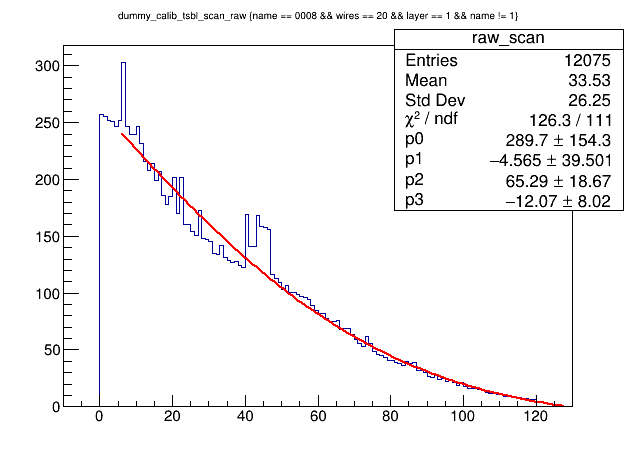 dummy_calib_tsbl_scan_raw {name == 0008 && wires == 20 && layer == 1 && name != 1}
raw_scan
Entries 12075
Mean 33.53
Std Dev 26.25
χ² / ndf 126.3 / 111
p0 289.7 ± 154.3
p1 −4.565 ± 39.501
p2 65.29 ± 18.67
p3 −12.07 ± 8.02
300
250
200
150
100
50
0
0 20 40 60 80 100 120